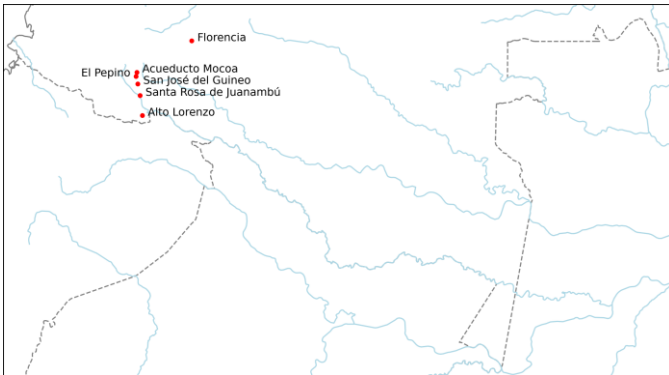 Florencia
Acueducto Mocoa
El Pepino
San José del Guineo
Santa Rosa de Juanambú
Alto Lorenzo